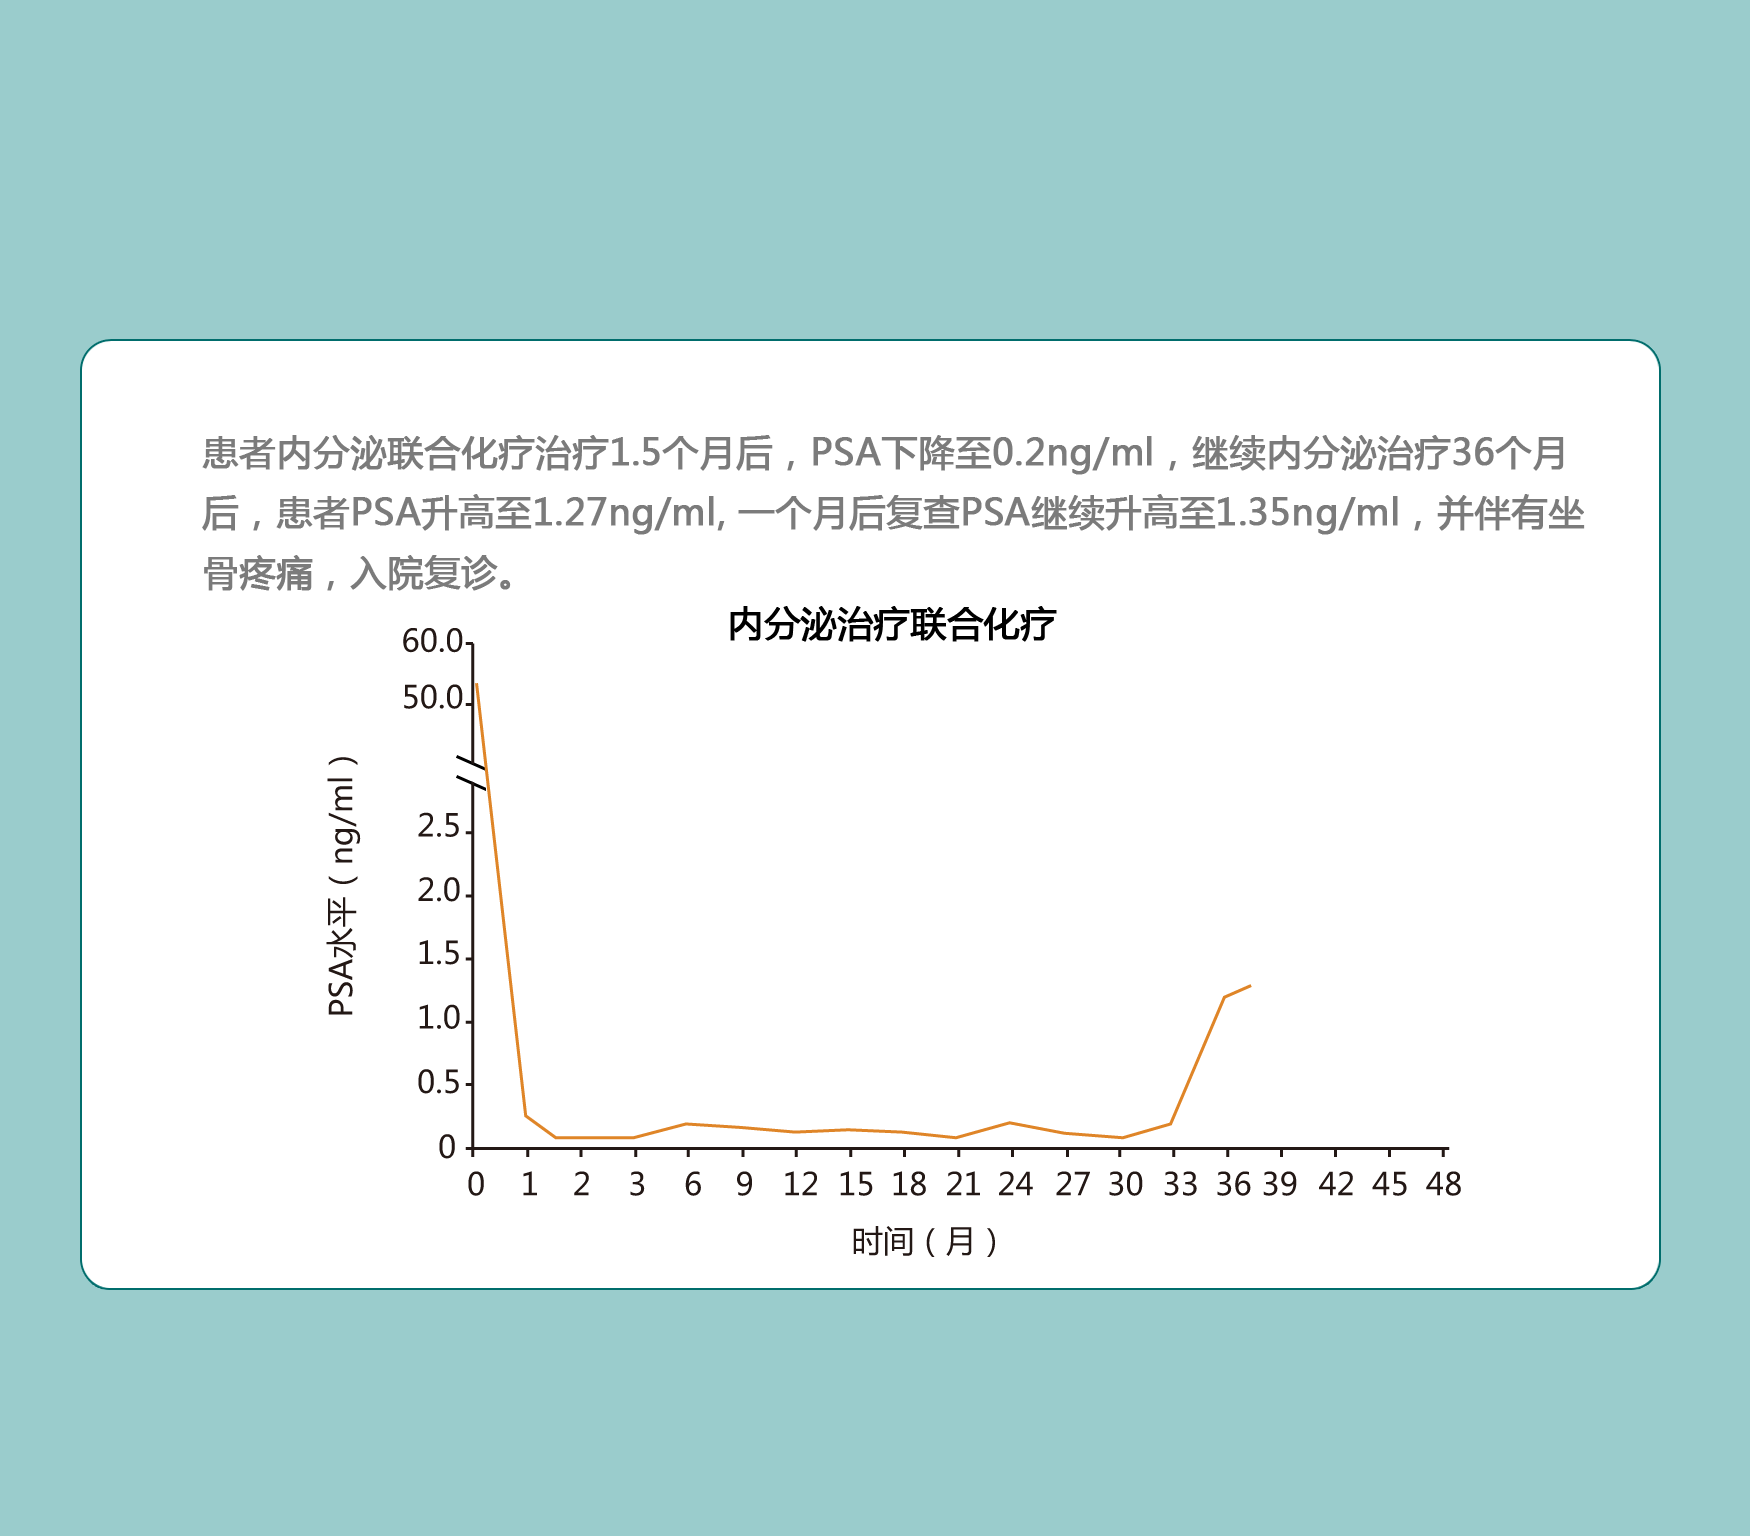 患者内分泌联合化疗治疗1.5个月后，PSA下降至0.2ng/ml，继续内分泌治疗36个月
后，患者PSA升高至1.27ng/ml, 一个月后复查PSA继续升高至1.35ng/ml，并伴有坐
骨疼痛，入院复诊。
内分泌治疗联合化疗
60.0
50.0
2.5
2.0
1.5
1.0
0.5
0
PSA水平（ng/ml）
0 1 2 3 6 9 12 15 18 21 24 27 30 33 36 39 42 45 48
时间（月）